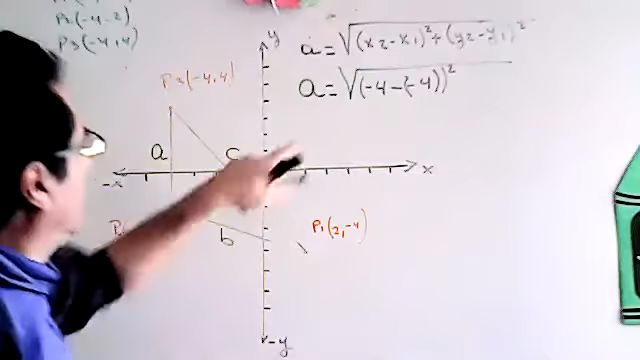 P2(-4-2)
P3(-4,4)
y
a=√(x2-x1)²+(y2-y1)²
a=√(-4-(-4))²
P3(-4,4)
a
c
-x
x
P1(2,-4)
b
-y